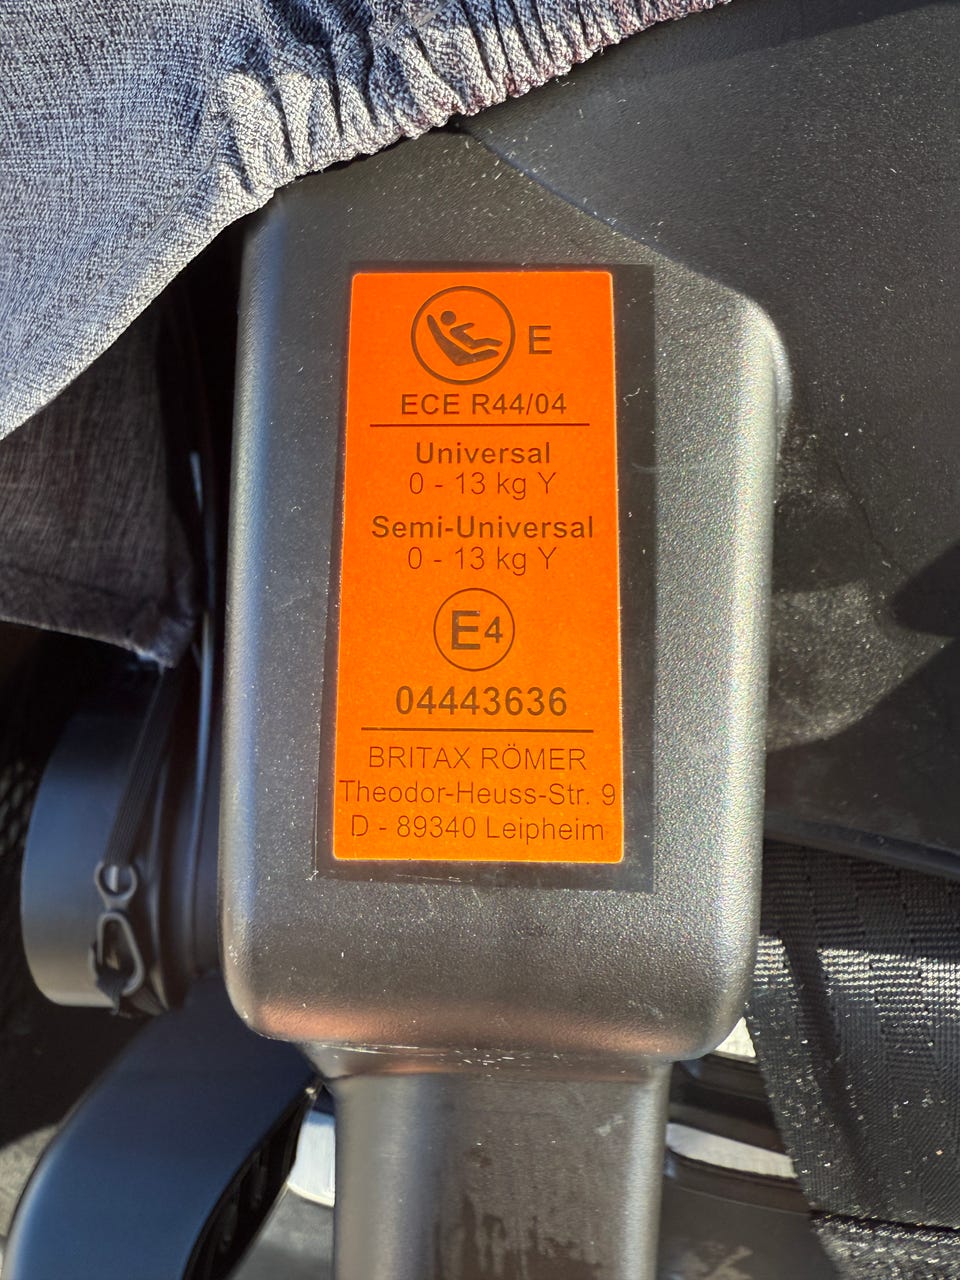 E
ECE R44/04
Universal
0 - 13 kg Y
Semi-Universal
0 - 13 kg Y
E4
04443636
BRITAX RÖMER
Theodor-Heuss-Str. 9
D - 89340 Leipheim